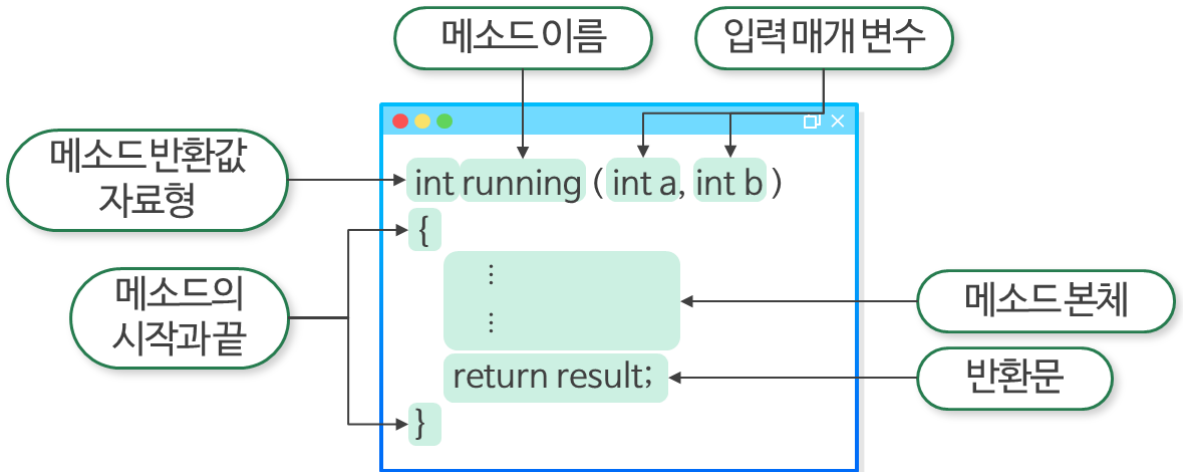 메소드 이름
입력 매개 변수
메소드 반환값
자료형
int running ( int a, int b )
{
⋮
⋮
메소드의
시작과 끝
메소드 본체
return result;
반환문
}